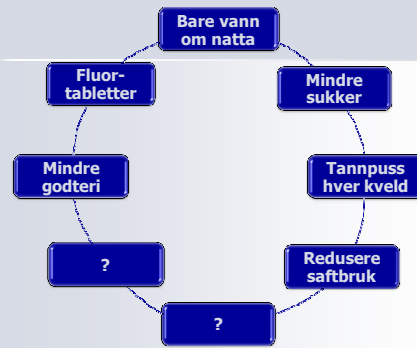 Bare vann
om natta
Mindre
sukker
Tannpuss
hver kveld
Redusere
saftbruk
?
?
Mindre
godteri
Fluor-
tabletter